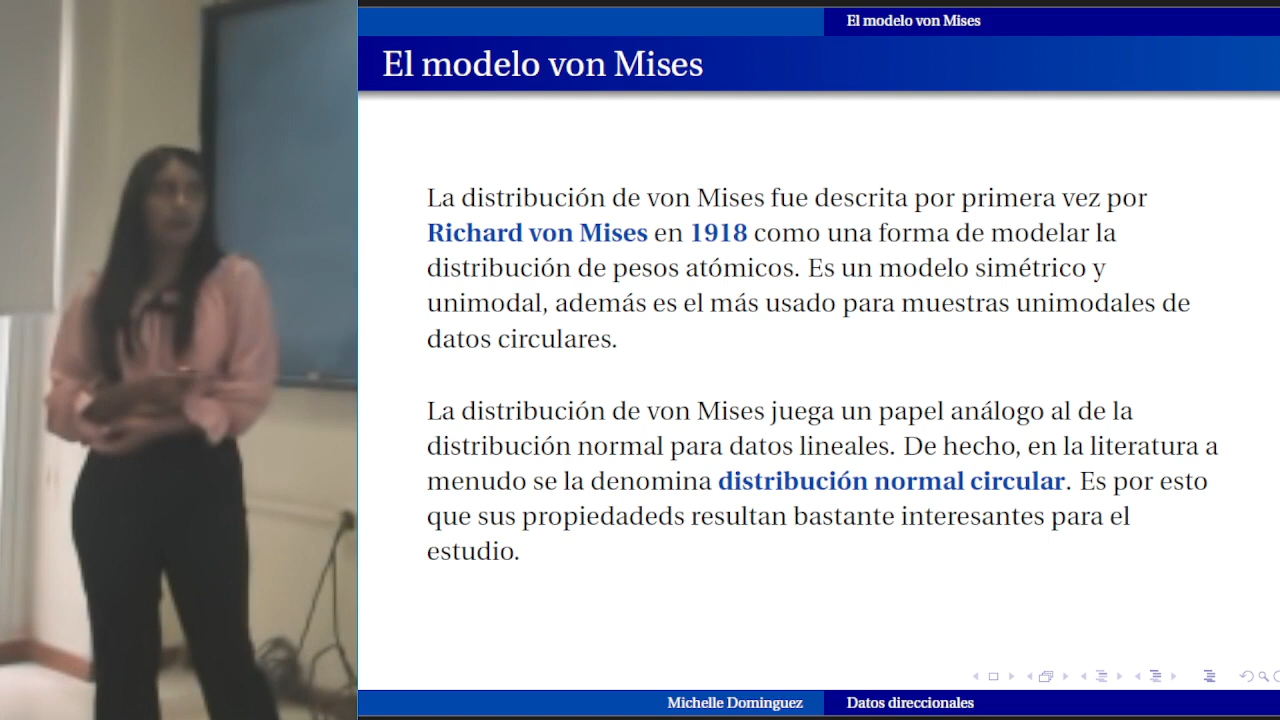 El modelo von Mises
El modelo von Mises
La distribución de von Mises fue descrita por primera vez por
Richard von Mises en 1918 como una forma de modelar la
distribución de pesos atómicos. Es un modelo simétrico y
unimodal, además es el más usado para muestras unimodales de
datos circulares.
La distribución de von Mises juega un papel análogo al de la
distribución normal para datos lineales. De hecho, en la literatura a
menudo se la denomina distribución normal circular. Es por esto
que sus propiedadeds resultan bastante interesantes para el
estudio.
Michelle Dominguez
Datos direccionales